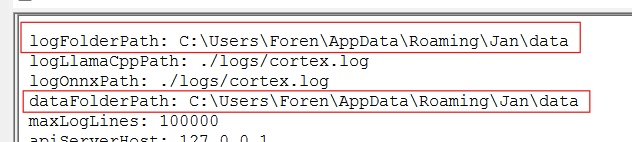 logFolderPath: C:\Users\Foren\AppData\Roaming\Jan\data
logLlamaCppPath: ./logs/cortex.log
logOnnxPath: ./logs/cortex.log
dataFolderPath: C:\Users\Foren\AppData\Roaming\Jan\data
maxLogLines: 100000
apiServerHost: 127.0.0.1